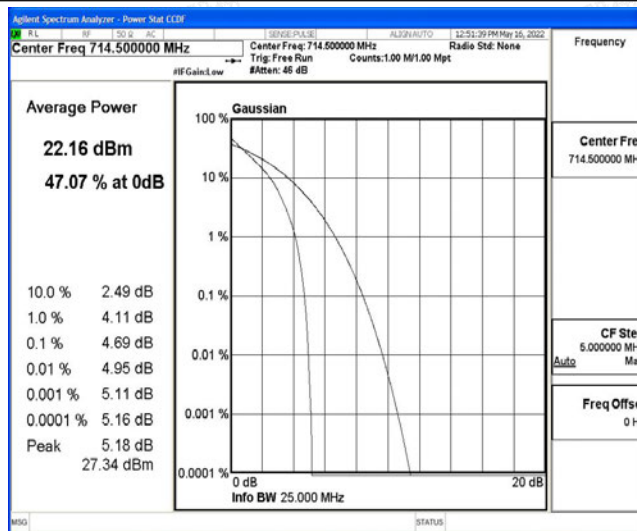 Agilent Spectrum Analyzer - Power Stat CCDF
RL RF 50 Ω AC SENSE:PULSE ALIGN AUTO 12:51:39 PM May 16, 2022
Center Freq 714.500000 MHz
Center Freq: 714.500000 MHz Radio Std: None
Trig: Free Run Counts:1.00 M/1.00 Mpt
#IFGain:Low #Atten: 46 dB
Frequency
Average Power
22.16 dBm
47.07 % at 0dB
10.0 % 2.49 dB
1.0 % 4.11 dB
0.1 % 4.69 dB
0.01 % 4.95 dB
0.001 % 5.11 dB
0.0001 % 5.16 dB
Peak 5.18 dB
27.34 dBm
Gaussian
100 %
10 %
1 %
0.1 %
0.01 %
0.001 %
0.0001 %
0 dB 20 dB
Info BW 25.000 MHz
Center Fre
714.500000 MH
CF Ste
5.000000 MH
Auto Ma
Freq Offse
0 H
MSG STATUS